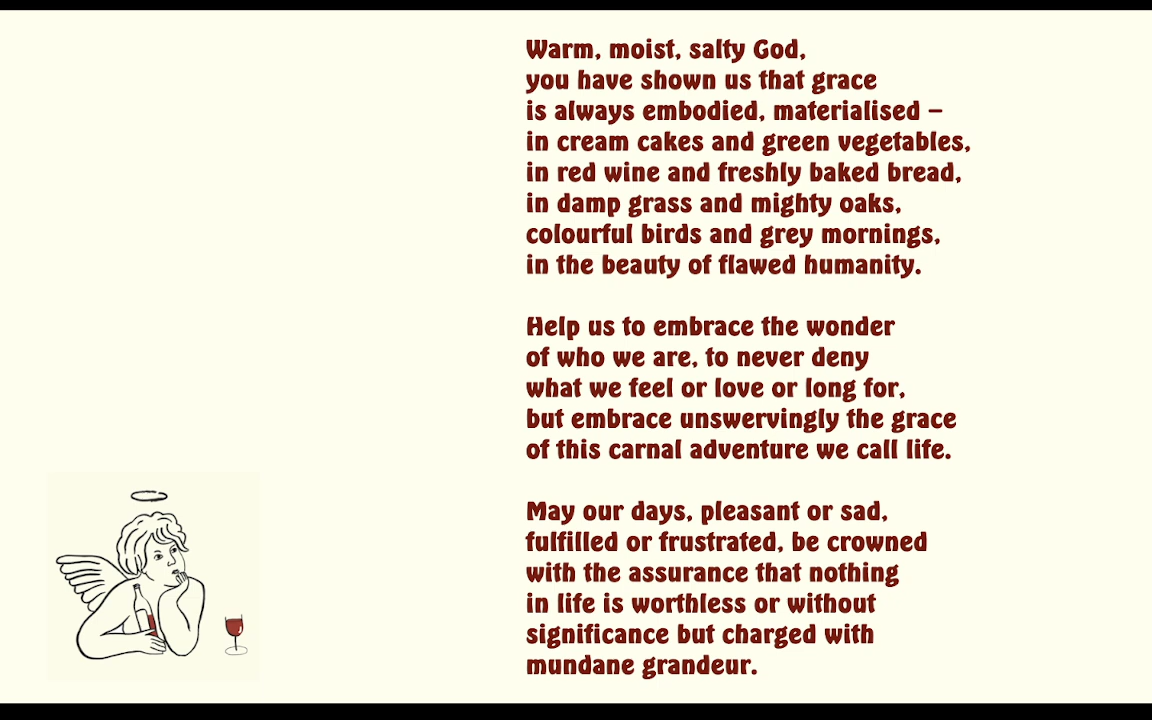 Warm, moist, salty God,
you have shown us that grace
is always embodied, materialised –
in cream cakes and green vegetables,
in red wine and freshly baked bread,
in damp grass and mighty oaks,
colourful birds and grey mornings,
in the beauty of flawed humanity.
Help us to embrace the wonder
of who we are, to never deny
what we feel or love or long for,
but embrace unswervingly the grace
of this carnal adventure we call life.
May our days, pleasant or sad,
fulfilled or frustrated, be crowned
with the assurance that nothing
in life is worthless or without
significance but charged with
mundane grandeur.